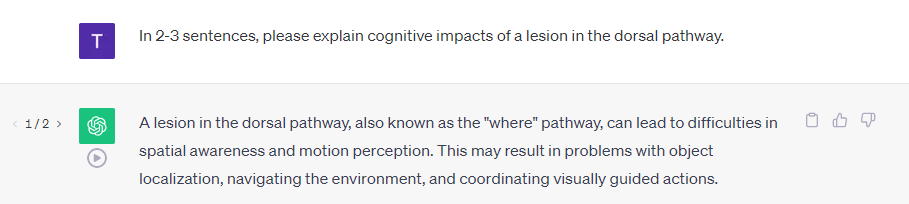 T
In 2-3 sentences, please explain cognitive impacts of a lesion in the dorsal pathway.
< 1/2 >
A lesion in the dorsal pathway, also known as the "where" pathway, can lead to difficulties in
spatial awareness and motion perception. This may result in problems with object
localization, navigating the environment, and coordinating visually guided actions.